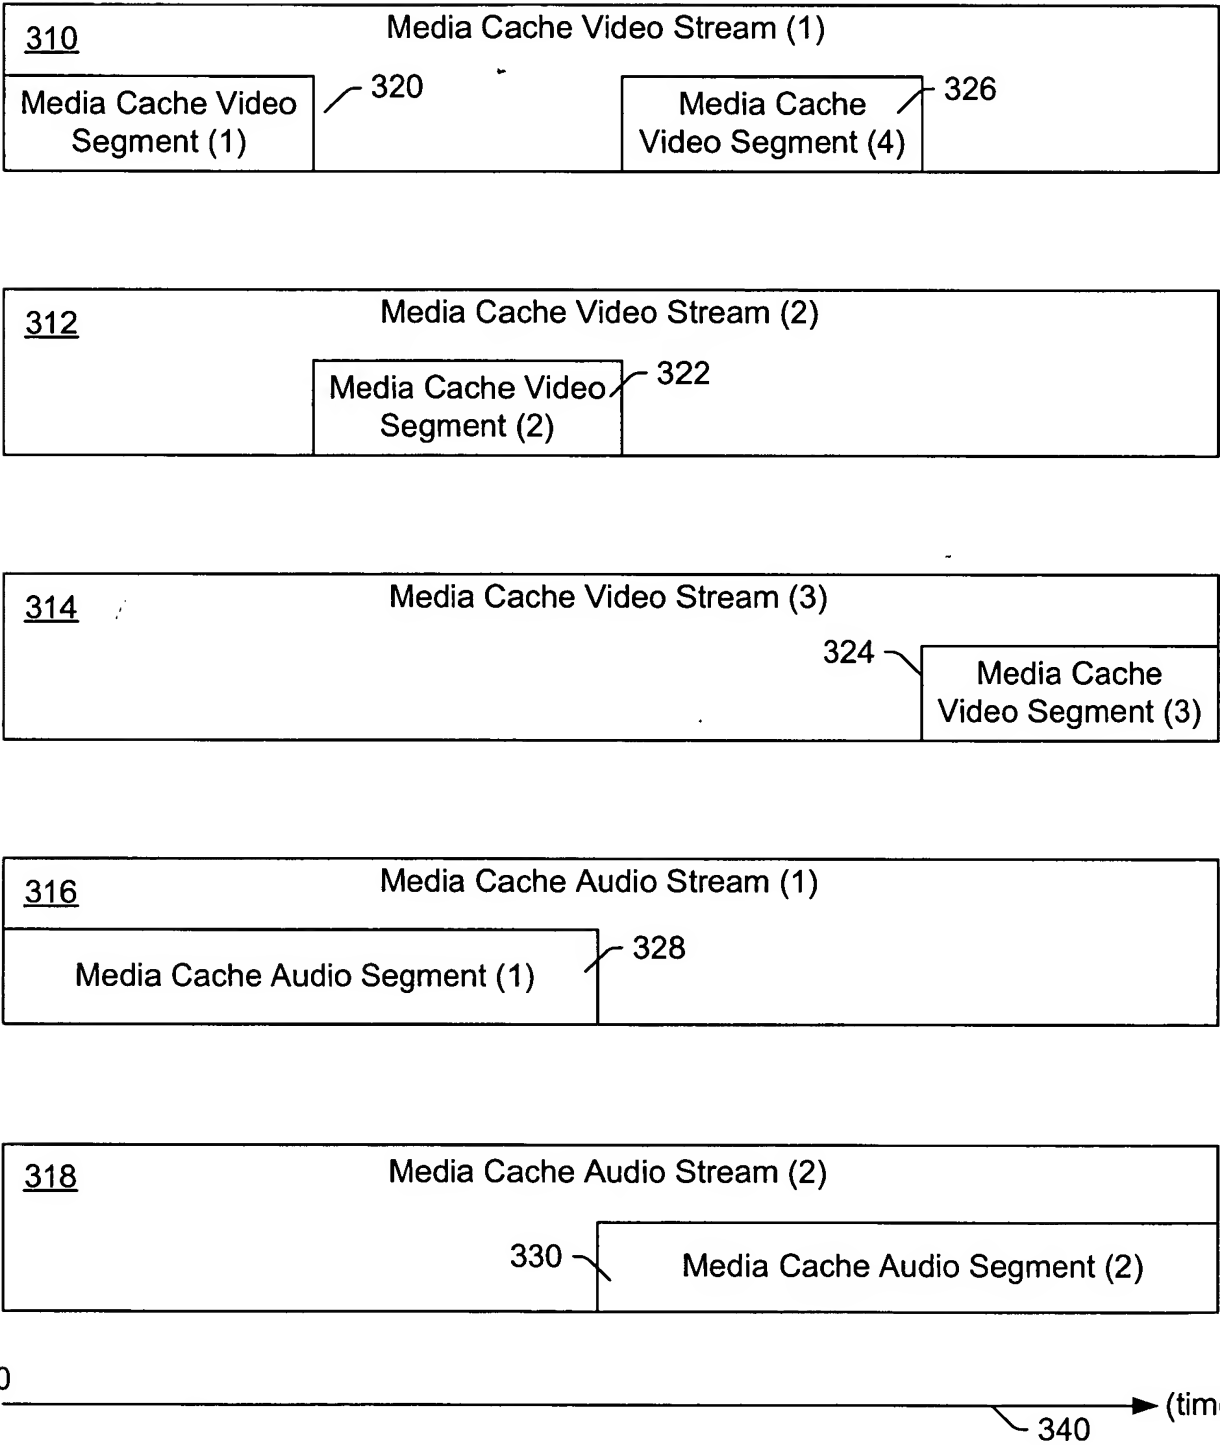 310
Media Cache Video Stream (1)
Media Cache Video
Segment (1)
320
Media Cache
Video Segment (4)
326
312
Media Cache Video Stream (2)
Media Cache Video
Segment (2)
322
314
Media Cache Video Stream (3)
324
Media Cache
Video Segment (3)
316
Media Cache Audio Stream (1)
Media Cache Audio Segment (1)
328
318
Media Cache Audio Stream (2)
330
Media Cache Audio Segment (2)
0
(tim
340